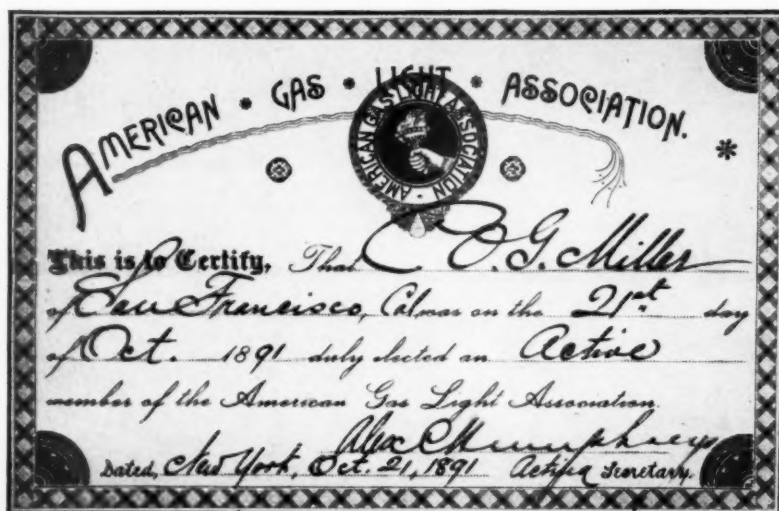 AMERICAN • GAS • LIGHT • ASSOCIATION.
AMERICAN GAS LIGHT ASSOCIATION
This is to Certify, That C. O. G. Miller
of San Francisco, Cal. was on the 21st day
of Oct. 1891 duly elected an Active
member of the American Gas Light Association.
Alex C Humphreys
Dated, New York, Oct. 21, 1891 Acting Secretary.